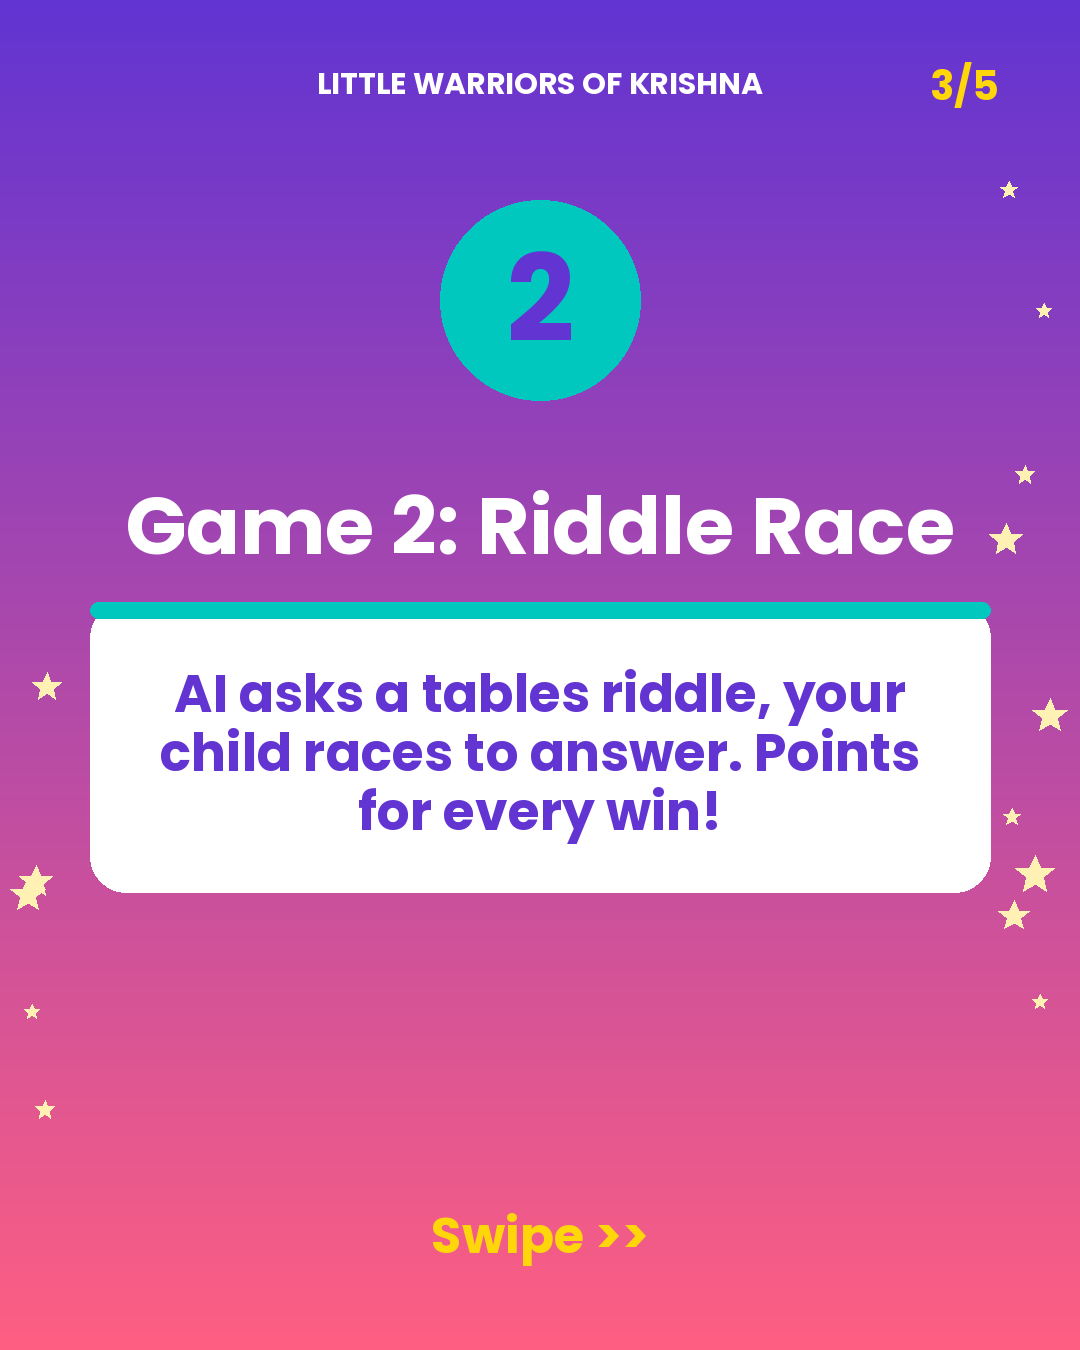 LITTLE WARRIORS OF KRISHNA
3/5
2
Game 2: Riddle Race
AI asks a tables riddle, your
child races to answer. Points
for every win!
Swipe >>